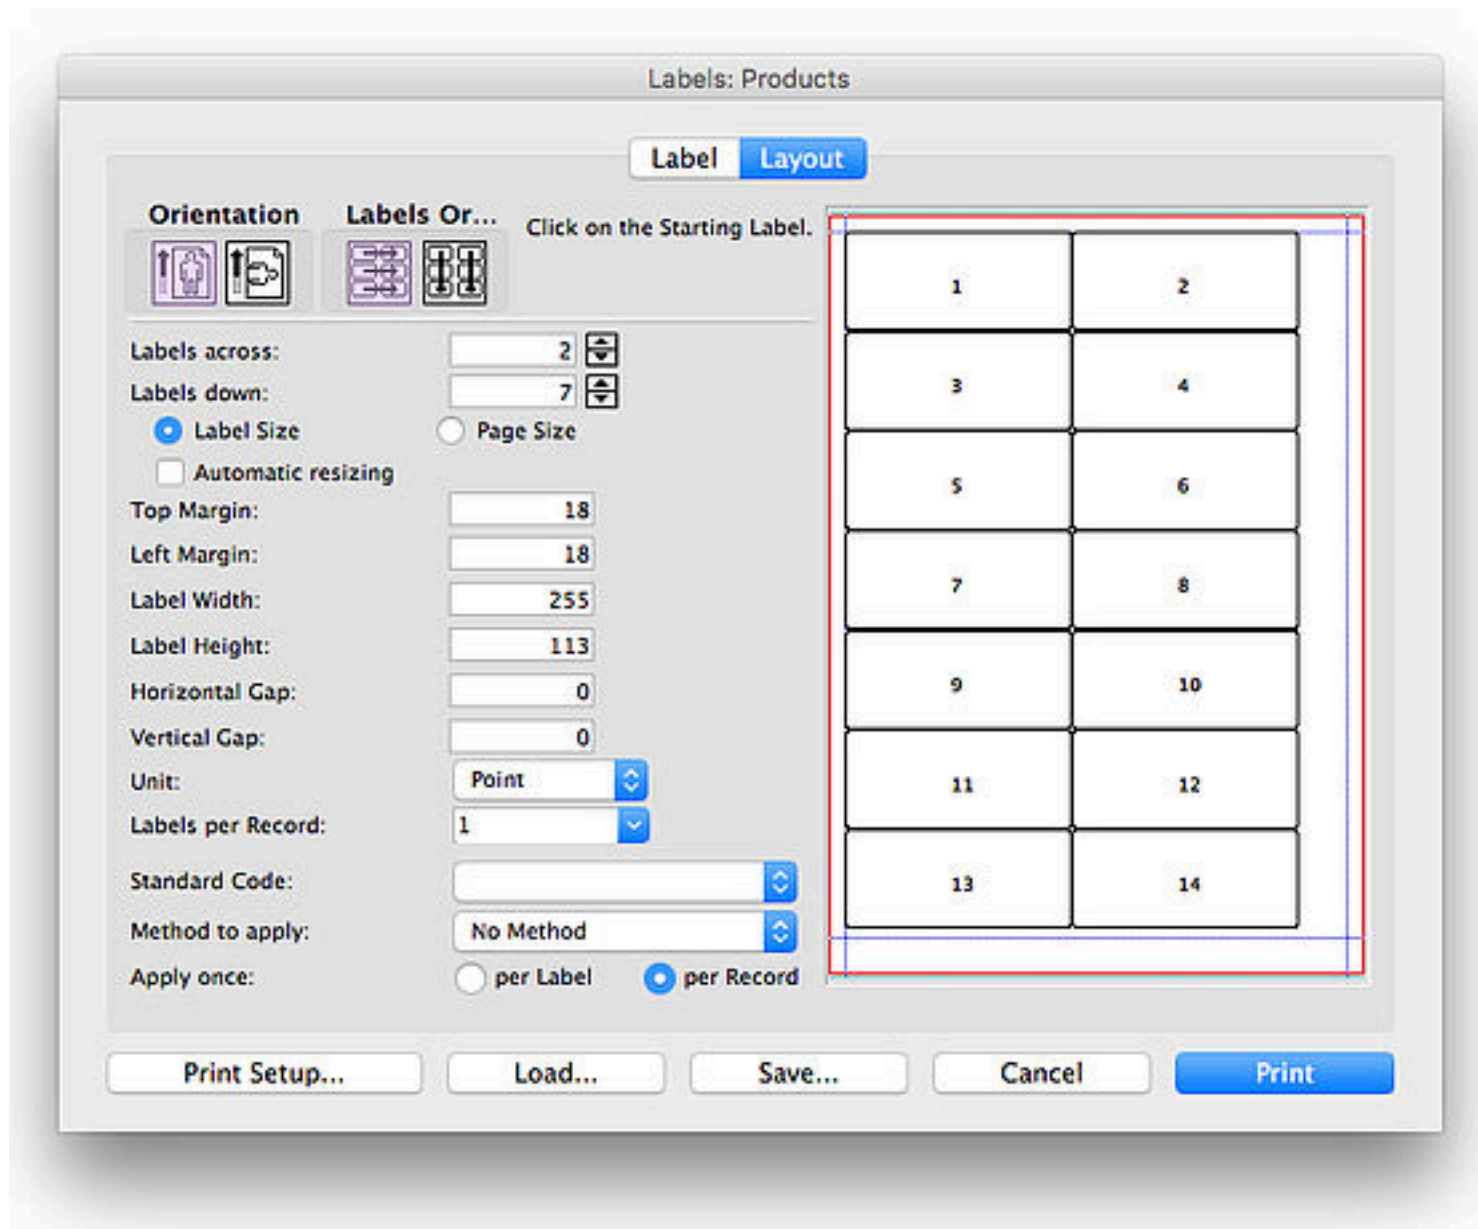 Labels: Products
Label Layout
Orientation Labels Or...
Click on the Starting Label.
Labels across: 2
Labels down: 7
Label Size Page Size
Automatic resizing
Top Margin: 18
Left Margin: 18
Label Width: 255
Label Height: 113
Horizontal Gap: 0
Vertical Gap: 0
Unit: Point
Labels per Record: 1
Standard Code:
Method to apply: No Method
Apply once: per Label per Record
1 2
3 4
5 6
7 8
9 10
11 12
13 14
Print Setup... Load... Save... Cancel Print